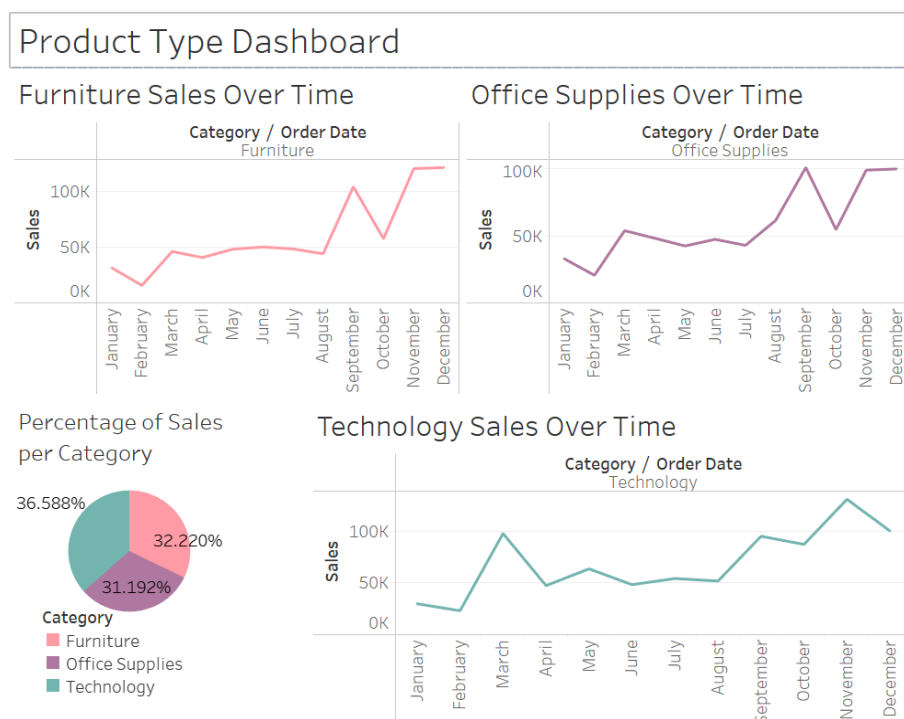 Product Type Dashboard
Furniture Sales Over Time
Category / Order Date
Furniture
Sales
100K
50K
0K
January
February
March
April
May
June
July
August
September
October
November
December
Office Supplies Over Time
Category / Order Date
Office Supplies
Sales
100K
50K
0K
January
February
March
April
May
June
July
August
September
October
November
December
Percentage of Sales
per Category
36.588%
32.220%
31.192%
Category
Furniture
Office Supplies
Technology
Technology Sales Over Time
Category / Order Date
Technology
Sales
100K
50K
0K
January
February
March
April
May
June
July
August
September
October
November
December